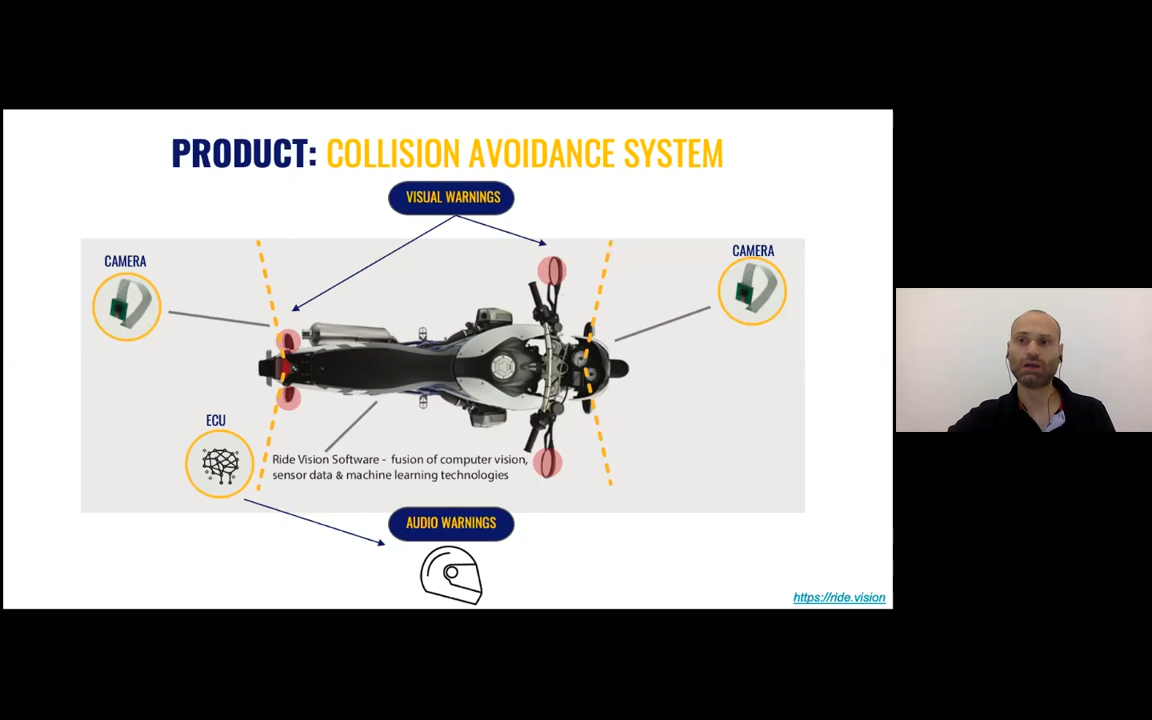 PRODUCT: COLLISION AVOIDANCE SYSTEM
VISUAL WARNINGS
CAMERA
CAMERA
ECU
Ride Vision Software - fusion of computer vision,
sensor data & machine learning technologies
AUDIO WARNINGS
https://ride.vision